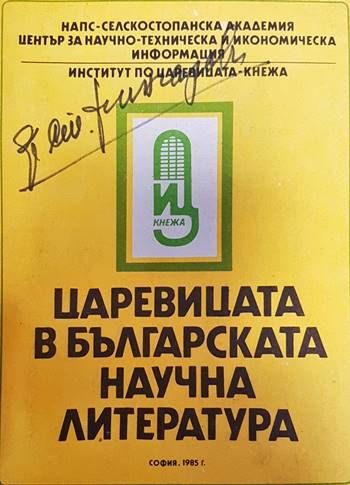 НАПС-СЕЛСКОСТОПАНСКА АКАДЕМИЯ
ЦЕНТЪР ЗА НАУЧНО-ТЕХНИЧЕСКА И ИКОНОМИЧЕСКА
ИНФОРМАЦИЯ
ИНСТИТУТ ПО ЦАРЕВИЦАТА-КНЕЖА
ИЦ
КНЕЖА
ЦАРЕВИЦАТА
В БЪЛГАРСКАТА
НАУЧНА
ЛИТЕРАТУРА
СОФИЯ, 1985 г.